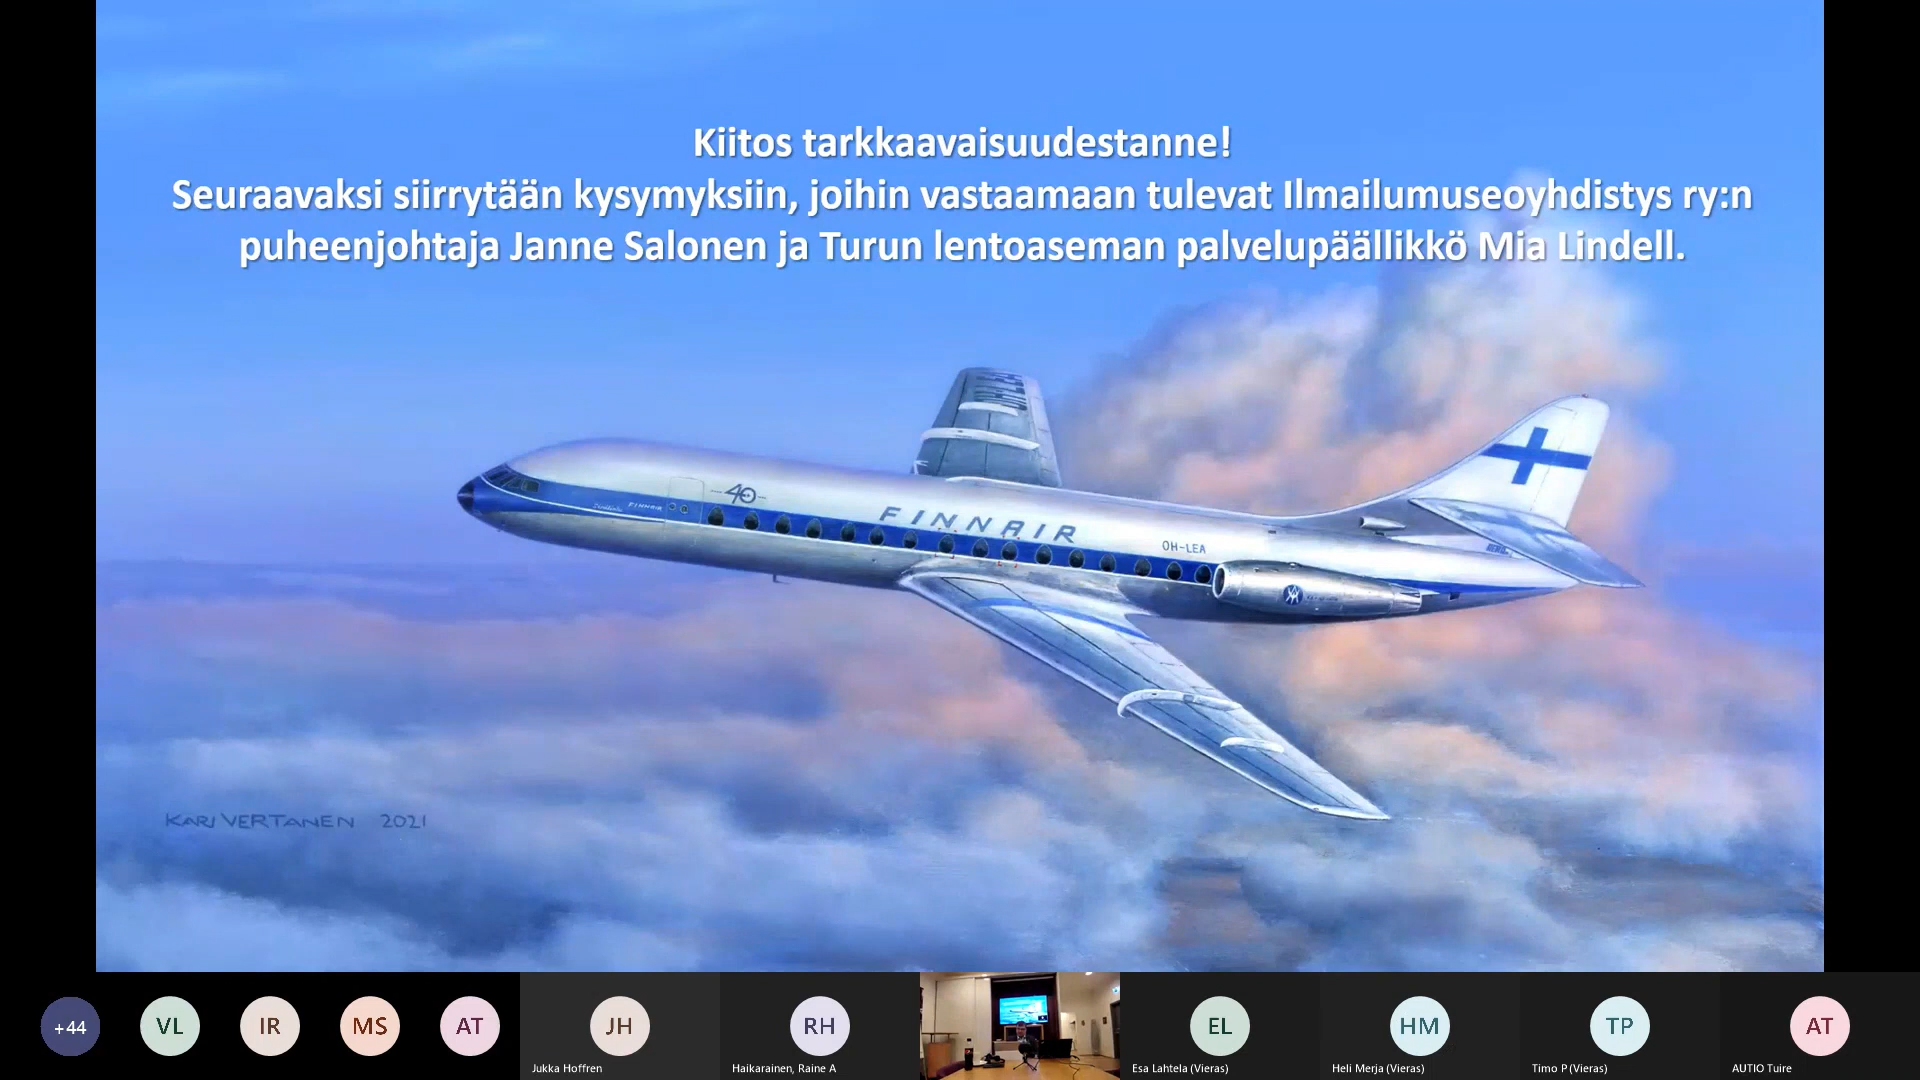 Kiitos tarkkaavaisuudestanne!
Seuraavaksi siirrytään kysymyksiin, joihin vastaamaan tulevat Ilmailumuseoyhdistys ry:n
puheenjohtaja Janne Salonen ja Turun lentoaseman palvelupäällikkö Mia Lindell.
40
FINNAIR
FINNAIR
OH-LEA
KARI VERTANEN 2021
+44
VL
IR
MS
AT
JH
RH
EL
HM
TP
AT
Jukka Hoffren
Haikarainen, Raine A
Esa Lahtela (Vieras)
Heli Merja (Vieras)
Timo P (Vieras)
AUTIO Tuire